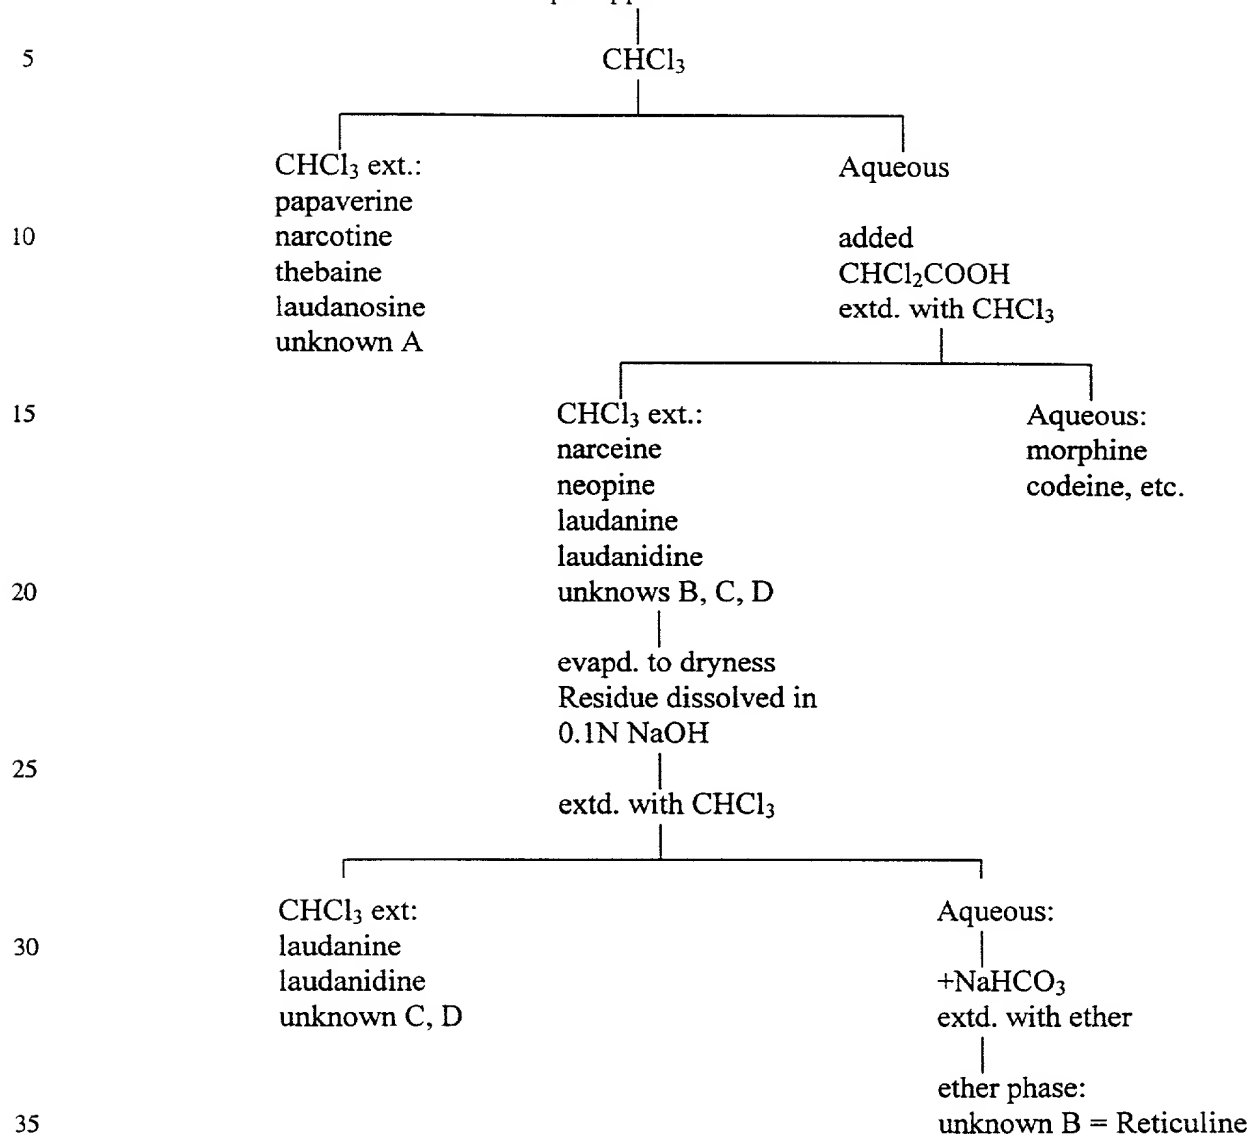 5
CHCl₃
CHCl₃ ext.:
papaverine
narcotine
thebaine
laudanosine
unknown A
Aqueous
10
added
CHCl₂COOH
extd. with CHCl₃
15
CHCl₃ ext.:
narceine
neopine
laudanine
laudanidine
unknows B, C, D
Aqueous:
morphine
codeine, etc.
20
evapd. to dryness
Residue dissolved in
0.1N NaOH
25
extd. with CHCl₃
CHCl₃ ext:
laudanine
laudanidine
unknown C, D
Aqueous:
30
+NaHCO₃
extd. with ether
ether phase:
unknown B = Reticuline
35